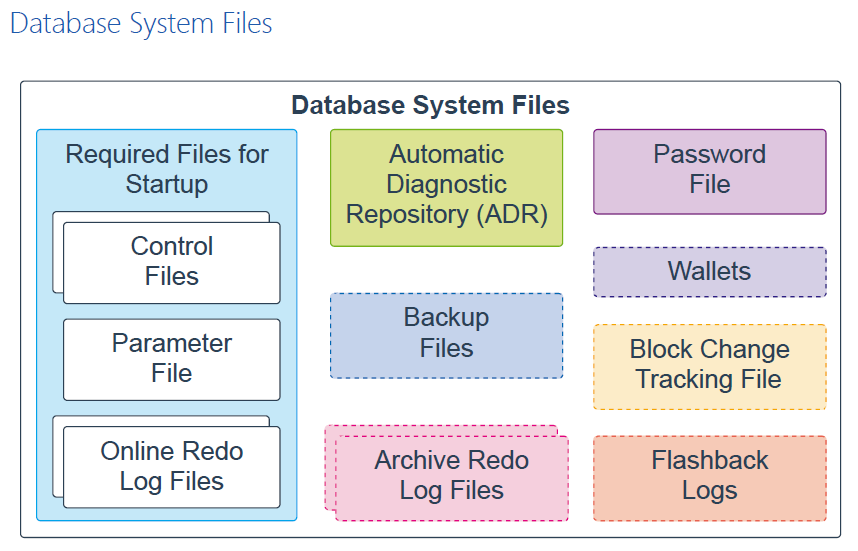 Database System Files
Database System Files
Required Files for
Startup
Control
Files
Parameter
File
Online Redo
Log Files
Automatic
Diagnostic
Repository (ADR)
Backup
Files
Archive Redo
Log Files
Password
File
Wallets
Block Change
Tracking File
Flashback
Logs